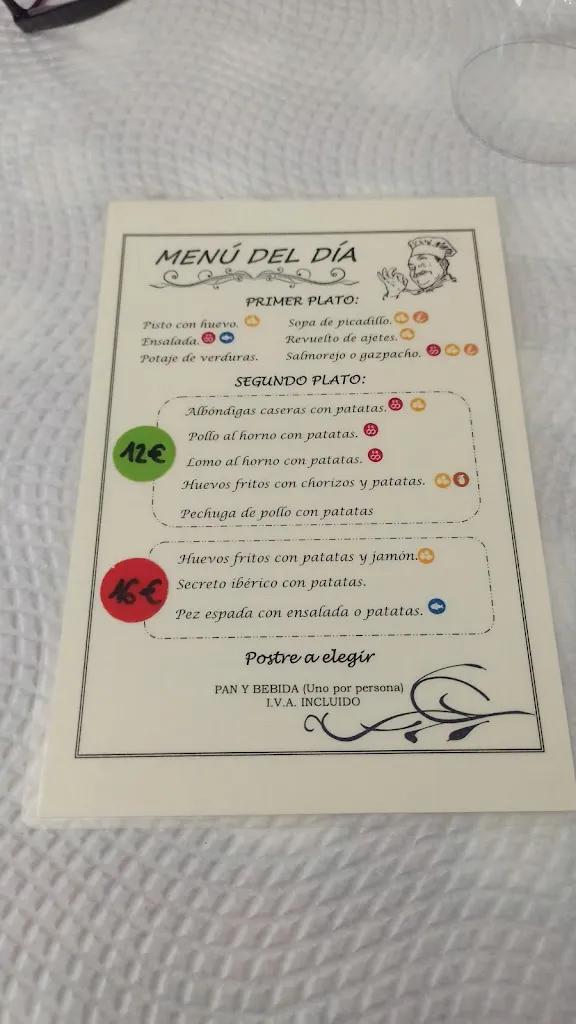 MENÚ DEL DÍA
PRIMER PLATO:
Pisto con huevo.
Ensalada.
Potaje de verduras.
Sopa de picadillo.
Revuelto de ajetes.
Salmorejo o gazpacho.
SEGUNDO PLATO:
12€
Albóndigas caseras con patatas.
Pollo al horno con patatas.
Lomo al horno con patatas.
Huevos fritos con chorizos y patatas.
Pechuga de pollo con patatas
16€
Huevos fritos con patatas y jamón.
Secreto ibérico con patatas.
Pez espada con ensalada o patatas.
Postre a elegir
PAN Y BEBIDA (Uno por persona)
I.V.A. INCLUIDO